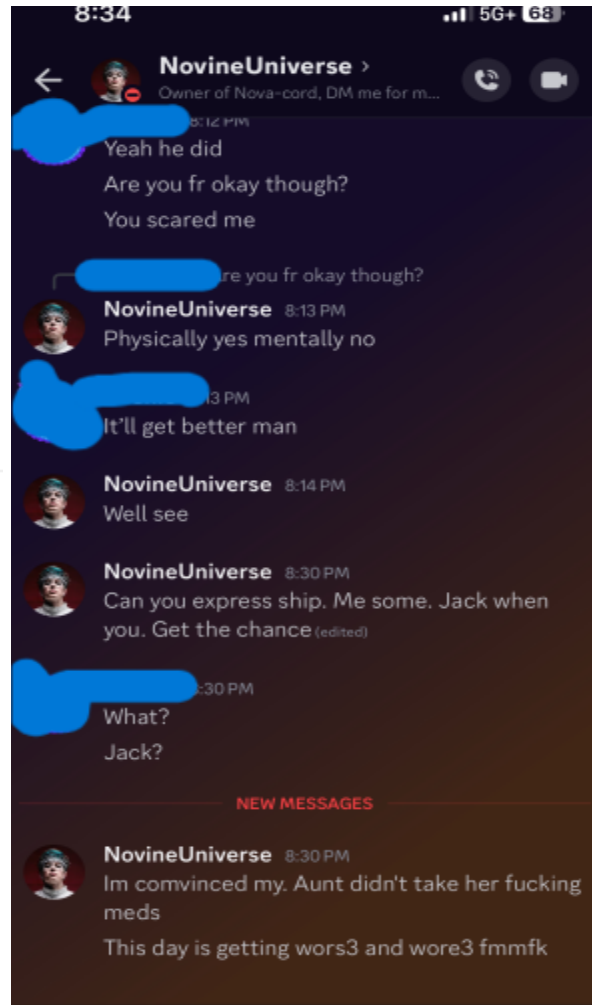 8:34
5G+ 68
NovineUniverse >
Owner of Nova-cord, DM me for m...
8:12 PM
Yeah he did
Are you fr okay though?
You scared me
re you fr okay though?
NovineUniverse 8:13 PM
Physically yes mentally no
13 PM
It'll get better man
NovineUniverse 8:14 PM
Well see
NovineUniverse 8:30 PM
Can you express ship. Me some. Jack when
you. Get the chance (edited)
:30 PM
What?
Jack?
NEW MESSAGES
NovineUniverse 8:30 PM
Im comvinced my. Aunt didn't take her fucking
meds
This day is getting wors3 and wore3 fmmfk